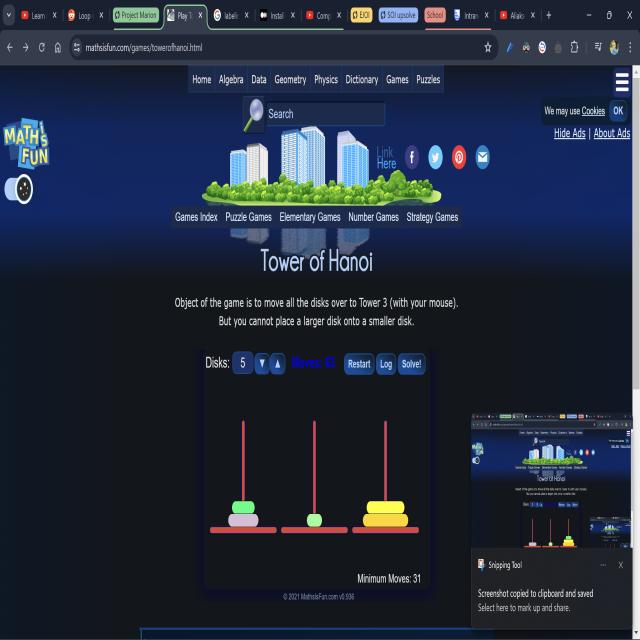 Learn
Loop
Project Marion
Play T
labelin
Instal
Comp
EJOI
SOI upsolve
School
Intran
Aliaks
mathsisfun.com/games/towerofhanoi.html
Home Algebra Data Geometry Physics Dictionary Games Puzzles
Search
We may use Cookies OK
Hide Ads | About Ads
MATHS
FUN
Link
Here
Games Index Puzzle Games Elementary Games Number Games Strategy Games
Tower of Hanoi
Object of the game is to move all the disks over to Tower 3 (with your mouse).
But you cannot place a larger disk onto a smaller disk.
Disks: 5 ▼ ▲ Moves: Restart Log Solve!
Minimum Moves: 31
© 2021 MathsIsFun.com v0.936
Snipping Tool
Screenshot copied to clipboard and saved
Select here to mark up and share.